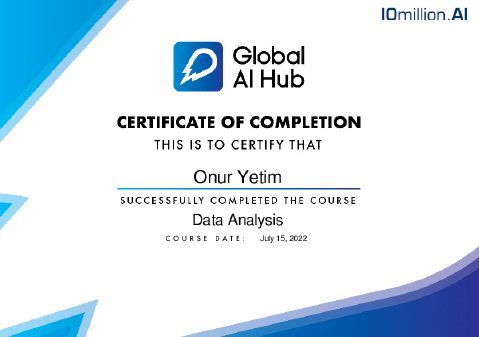 10million.AI
Global
AI Hub
CERTIFICATE OF COMPLETION
THIS IS TO CERTIFY THAT
Onur Yetim
SUCCESSFULLY COMPLETED THE COURSE
Data Analysis
COURSE DATE: July 15, 2022